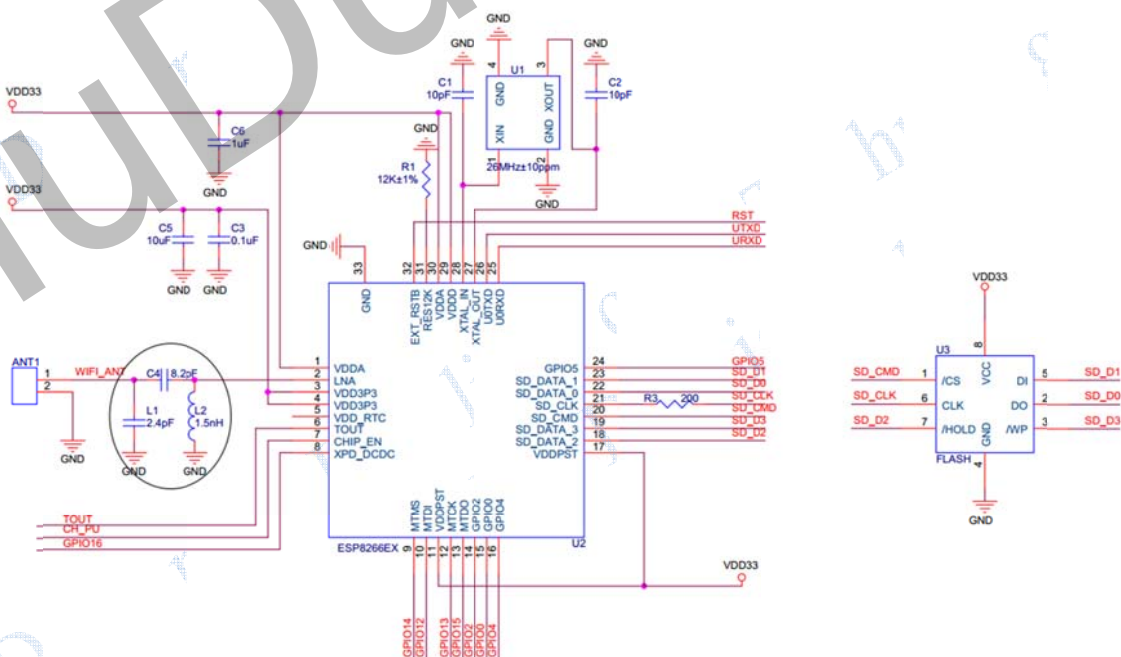 GND
GND
GND
4
3
U1
C1
10pF
C2
10pF
GND
XOUT
XIN
GND
1
2
26MHz±10ppm
GND
VDD33
C6
1uF
GND
GND
R1
12K±1%
VDD33
C5
10uF
C3
0.1uF
GND
GND
RST
UTXD
URXD
GND
33
32
31
30
29
28
27
26
25
GND
EXT_RSTB
RES12K
VDDA
VDDD
XTAL_IN
XTAL_OUT
U0TXD
U0RXD
ANT1
1
2
WIFI_ANT
C4
8.2pF
L1
2.4pF
L2
1.5nH
GND
GND
GND
1
VDDA
2
LNA
3
VDD3P3
4
VDD3P3
5
VDD_RTC
6
TOUT
7
CHIP_EN
8
XPD_DCDC
GPIO5
24
GPIO5
SD_DATA_1
23
SD_D1
SD_DATA_0
22
SD_D0
SD_CLK
21
R3
200
SD_CLK
SD_CMD
20
SD_CMD
SD_DATA_3
19
SD_D3
SD_DATA_2
18
SD_D2
VDDPST
17
TOUT
CH_PU
GPIO16
MTMS
MTDI
VDDPST
MTCK
MTDO
GPIO2
GPIO0
GPIO4
ESP8266EX
U2
9
10
11
12
13
14
15
16
GPIO14
GPIO12
GPIO13
GPIO15
GPIO2
GPIO0
GPIO4
VDD33
VDD33
8
U3
SD_CMD
1
/CS
VCC
DI
5
SD_D1
SD_CLK
6
CLK
DO
2
SD_D0
SD_D2
7
/HOLD
GND
/WP
3
SD_D3
FLASH
4
GND